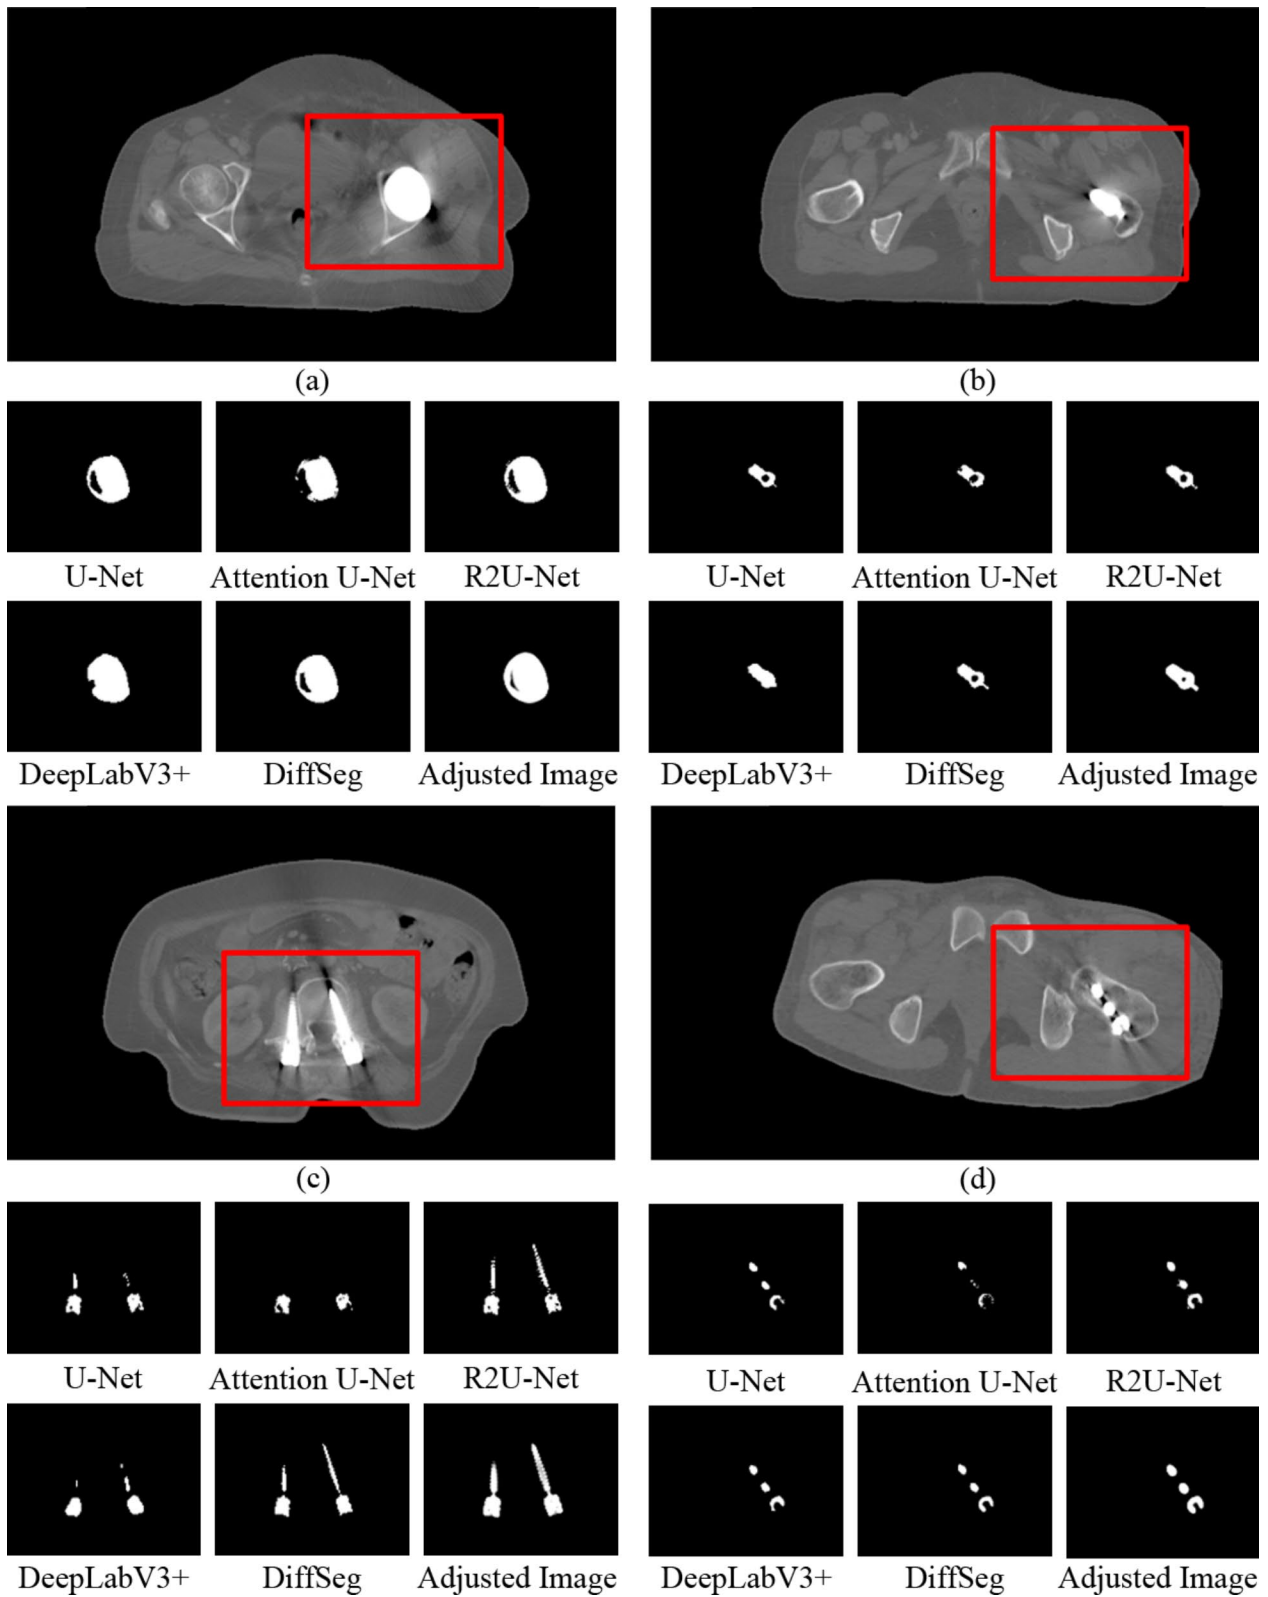 (a) (b)
U-Net Attention U-Net R2U-Net U-Net Attention U-Net R2U-Net
DeepLabV3+ DiffSeg Adjusted Image DeepLabV3+ DiffSeg Adjusted Image
(c) (d)
U-Net Attention U-Net R2U-Net U-Net Attention U-Net R2U-Net
DeepLabV3+ DiffSeg Adjusted Image DeepLabV3+ DiffSeg Adjusted Image